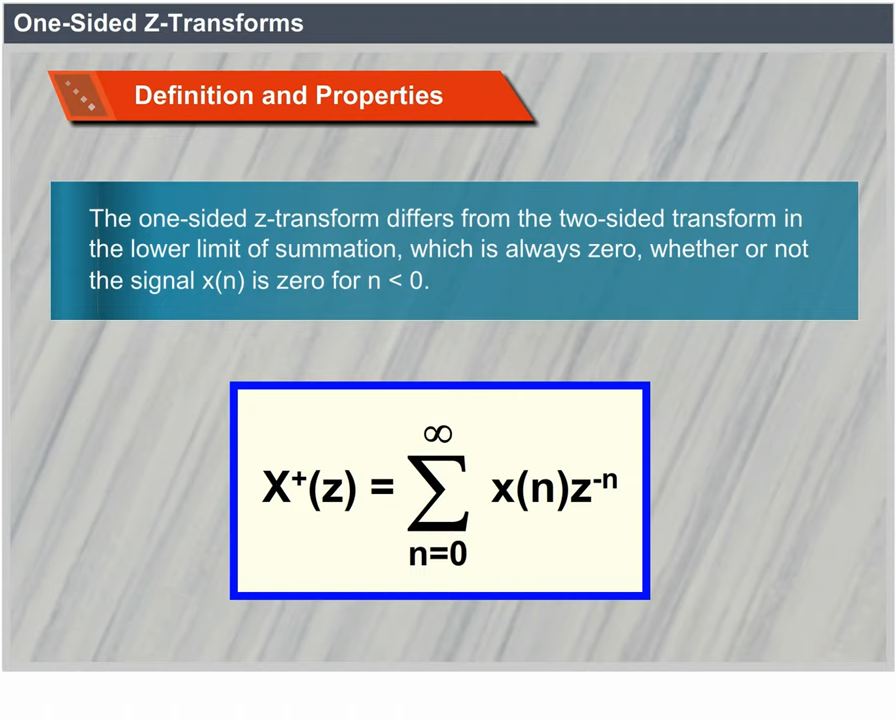 One-Sided Z-Transforms
Definition and Properties
The one-sided z-transform differs from the two-sided transform in
the lower limit of summation, which is always zero, whether or not
the signal x(n) is zero for n < 0.
∞
X⁺(z) = ∑ x(n)z⁻ⁿ
n=0